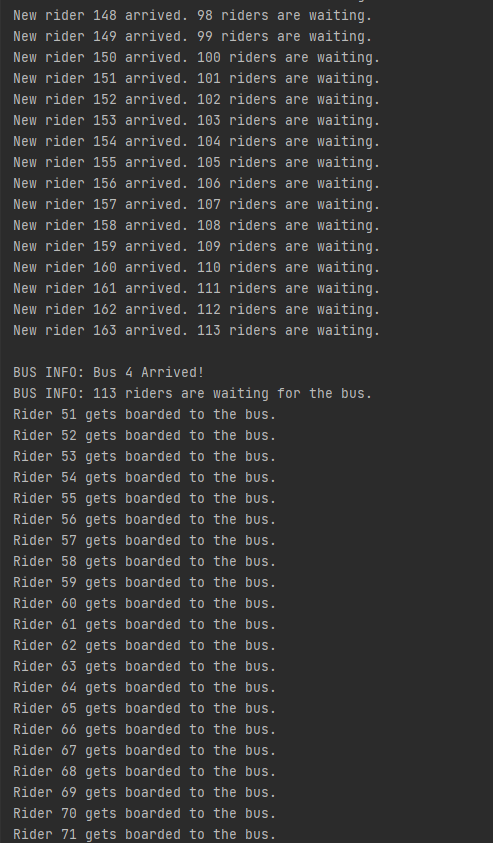 New rider 148 arrived. 98 riders are waiting.
New rider 149 arrived. 99 riders are waiting.
New rider 150 arrived. 100 riders are waiting.
New rider 151 arrived. 101 riders are waiting.
New rider 152 arrived. 102 riders are waiting.
New rider 153 arrived. 103 riders are waiting.
New rider 154 arrived. 104 riders are waiting.
New rider 155 arrived. 105 riders are waiting.
New rider 156 arrived. 106 riders are waiting.
New rider 157 arrived. 107 riders are waiting.
New rider 158 arrived. 108 riders are waiting.
New rider 159 arrived. 109 riders are waiting.
New rider 160 arrived. 110 riders are waiting.
New rider 161 arrived. 111 riders are waiting.
New rider 162 arrived. 112 riders are waiting.
New rider 163 arrived. 113 riders are waiting.
BUS INFO: Bus 4 Arrived!
BUS INFO: 113 riders are waiting for the bus.
Rider 51 gets boarded to the bus.
Rider 52 gets boarded to the bus.
Rider 53 gets boarded to the bus.
Rider 54 gets boarded to the bus.
Rider 55 gets boarded to the bus.
Rider 56 gets boarded to the bus.
Rider 57 gets boarded to the bus.
Rider 58 gets boarded to the bus.
Rider 59 gets boarded to the bus.
Rider 60 gets boarded to the bus.
Rider 61 gets boarded to the bus.
Rider 62 gets boarded to the bus.
Rider 63 gets boarded to the bus.
Rider 64 gets boarded to the bus.
Rider 65 gets boarded to the bus.
Rider 66 gets boarded to the bus.
Rider 67 gets boarded to the bus.
Rider 68 gets boarded to the bus.
Rider 69 gets boarded to the bus.
Rider 70 gets boarded to the bus.
Rider 71 gets boarded to the bus.